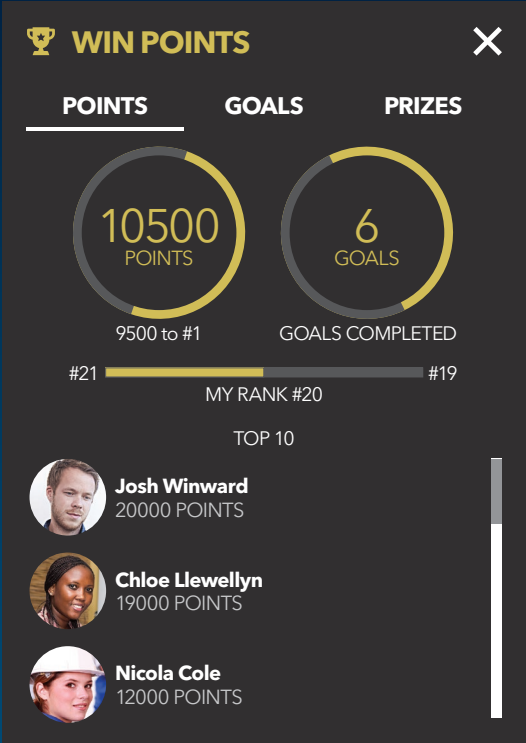 WIN POINTS
POINTS GOALS PRIZES
10500
POINTS
6
GOALS
9500 to #1
GOALS COMPLETED
#21 #19
MY RANK #20
TOP 10
Josh Winward
20000 POINTS
Chloe Llewellyn
19000 POINTS
Nicola Cole
12000 POINTS